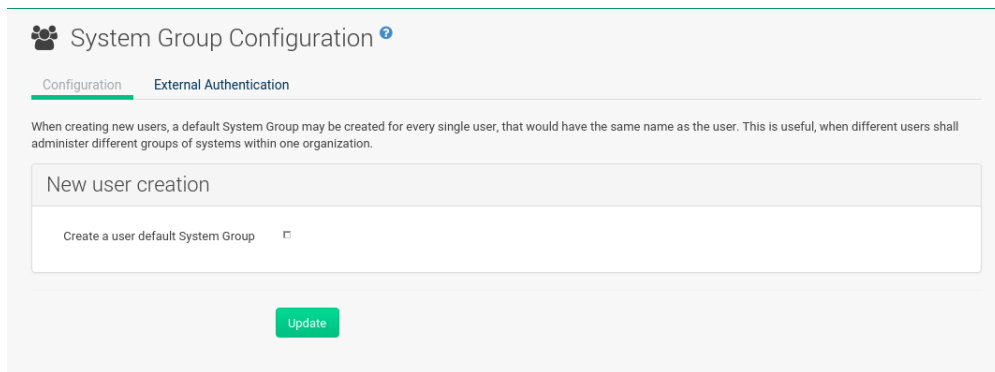 System Group Configuration ?
Configuration External Authentication
When creating new users, a default System Group may be created for every single user, that would have the same name as the user. This is useful, when different users shall
administer different groups of systems within one organization.
New user creation
Create a user default System Group
Update